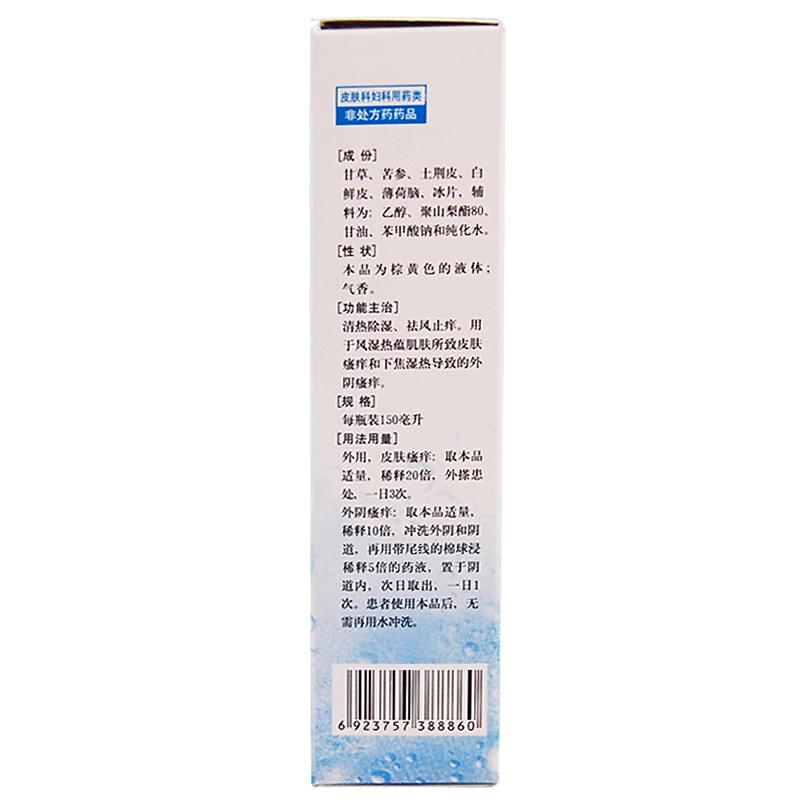 皮肤科妇科用药类
非处方药药品
[成 份]
甘草、苦参、土荆皮、白
鲜皮、薄荷脑、冰片，辅
料为：乙醇、聚山梨酯80、
甘油、苯甲酸钠和纯化水。
[性 状]
本品为棕黄色的液体；
气香。
[功能主治]
清热除湿、祛风止痒。用
于风湿热蕴肌肤所致皮肤
瘙痒和下焦湿热导致的外
阴瘙痒。
[规 格]
每瓶装150毫升
[用法用量]
外用，皮肤瘙痒：取本品
适量，稀释20倍，外搽患
处，一日3次。
外阴瘙痒：取本品适量，
稀释10倍，冲洗外阴和阴
道，再用带尾线的棉球浸
稀释5倍的药液，置于阴
道内，次日取出，一日1
次。患者使用本品后，无
需再用水冲洗。
6 923757 388860